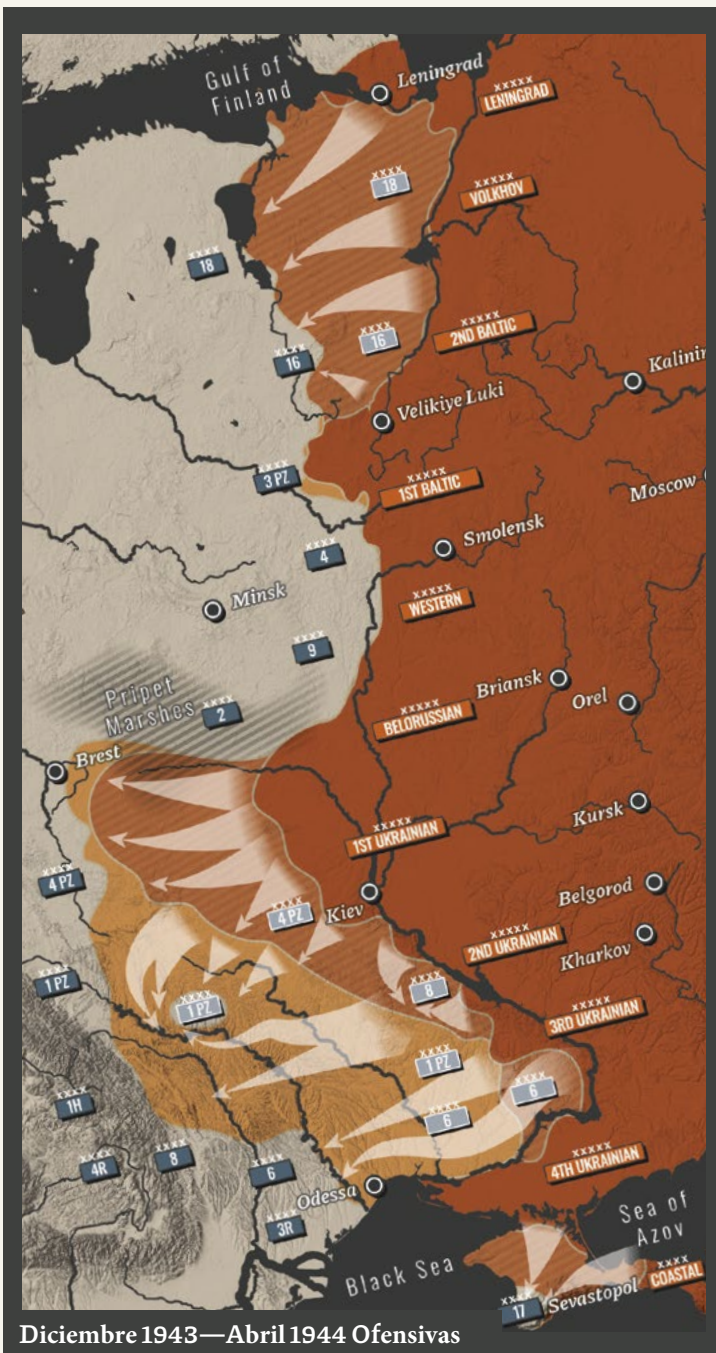 Gulf of
Finland
Leningrad
XXXXX
LENINGRAD
XXXX
18
XXXXX
VOLKHOV
XXXX
18
XXXXX
2ND BALTIC
XXXX
16
XXXX
16
Kalinin
Velikiye Luki
XXXX
3 PZ
XXXXX
1ST BALTIC
Moscow
Smolensk
XXXX
4
Minsk
XXXXX
WESTERN
XXXX
9
Pripet
Marshes
XXXX
2
Briansk
Orel
XXXXX
BELORUSSIAN
Brest
Kursk
XXXXX
1ST UKRAINIAN
XXXX
4 PZ
Kiev
XXXX
4 PZ
Belgorod
XXXXX
2ND UKRAINIAN
Kharkov
XXXX
1 PZ
XXXX
8
XXXX
1 PZ
XXXXX
3RD UKRAINIAN
XXXX
1 PZ
XXXX
6
XXXX
1H
XXXX
6
XXXX
4R
XXXX
8
XXXX
6
XXXXX
4TH UKRAINIAN
Odessa
XXXX
3R
Sea of
Azov
Black Sea
XXXX
COASTAL
XXXX
17
Sevastopol
Diciembre 1943—Abril 1944 Ofensivas